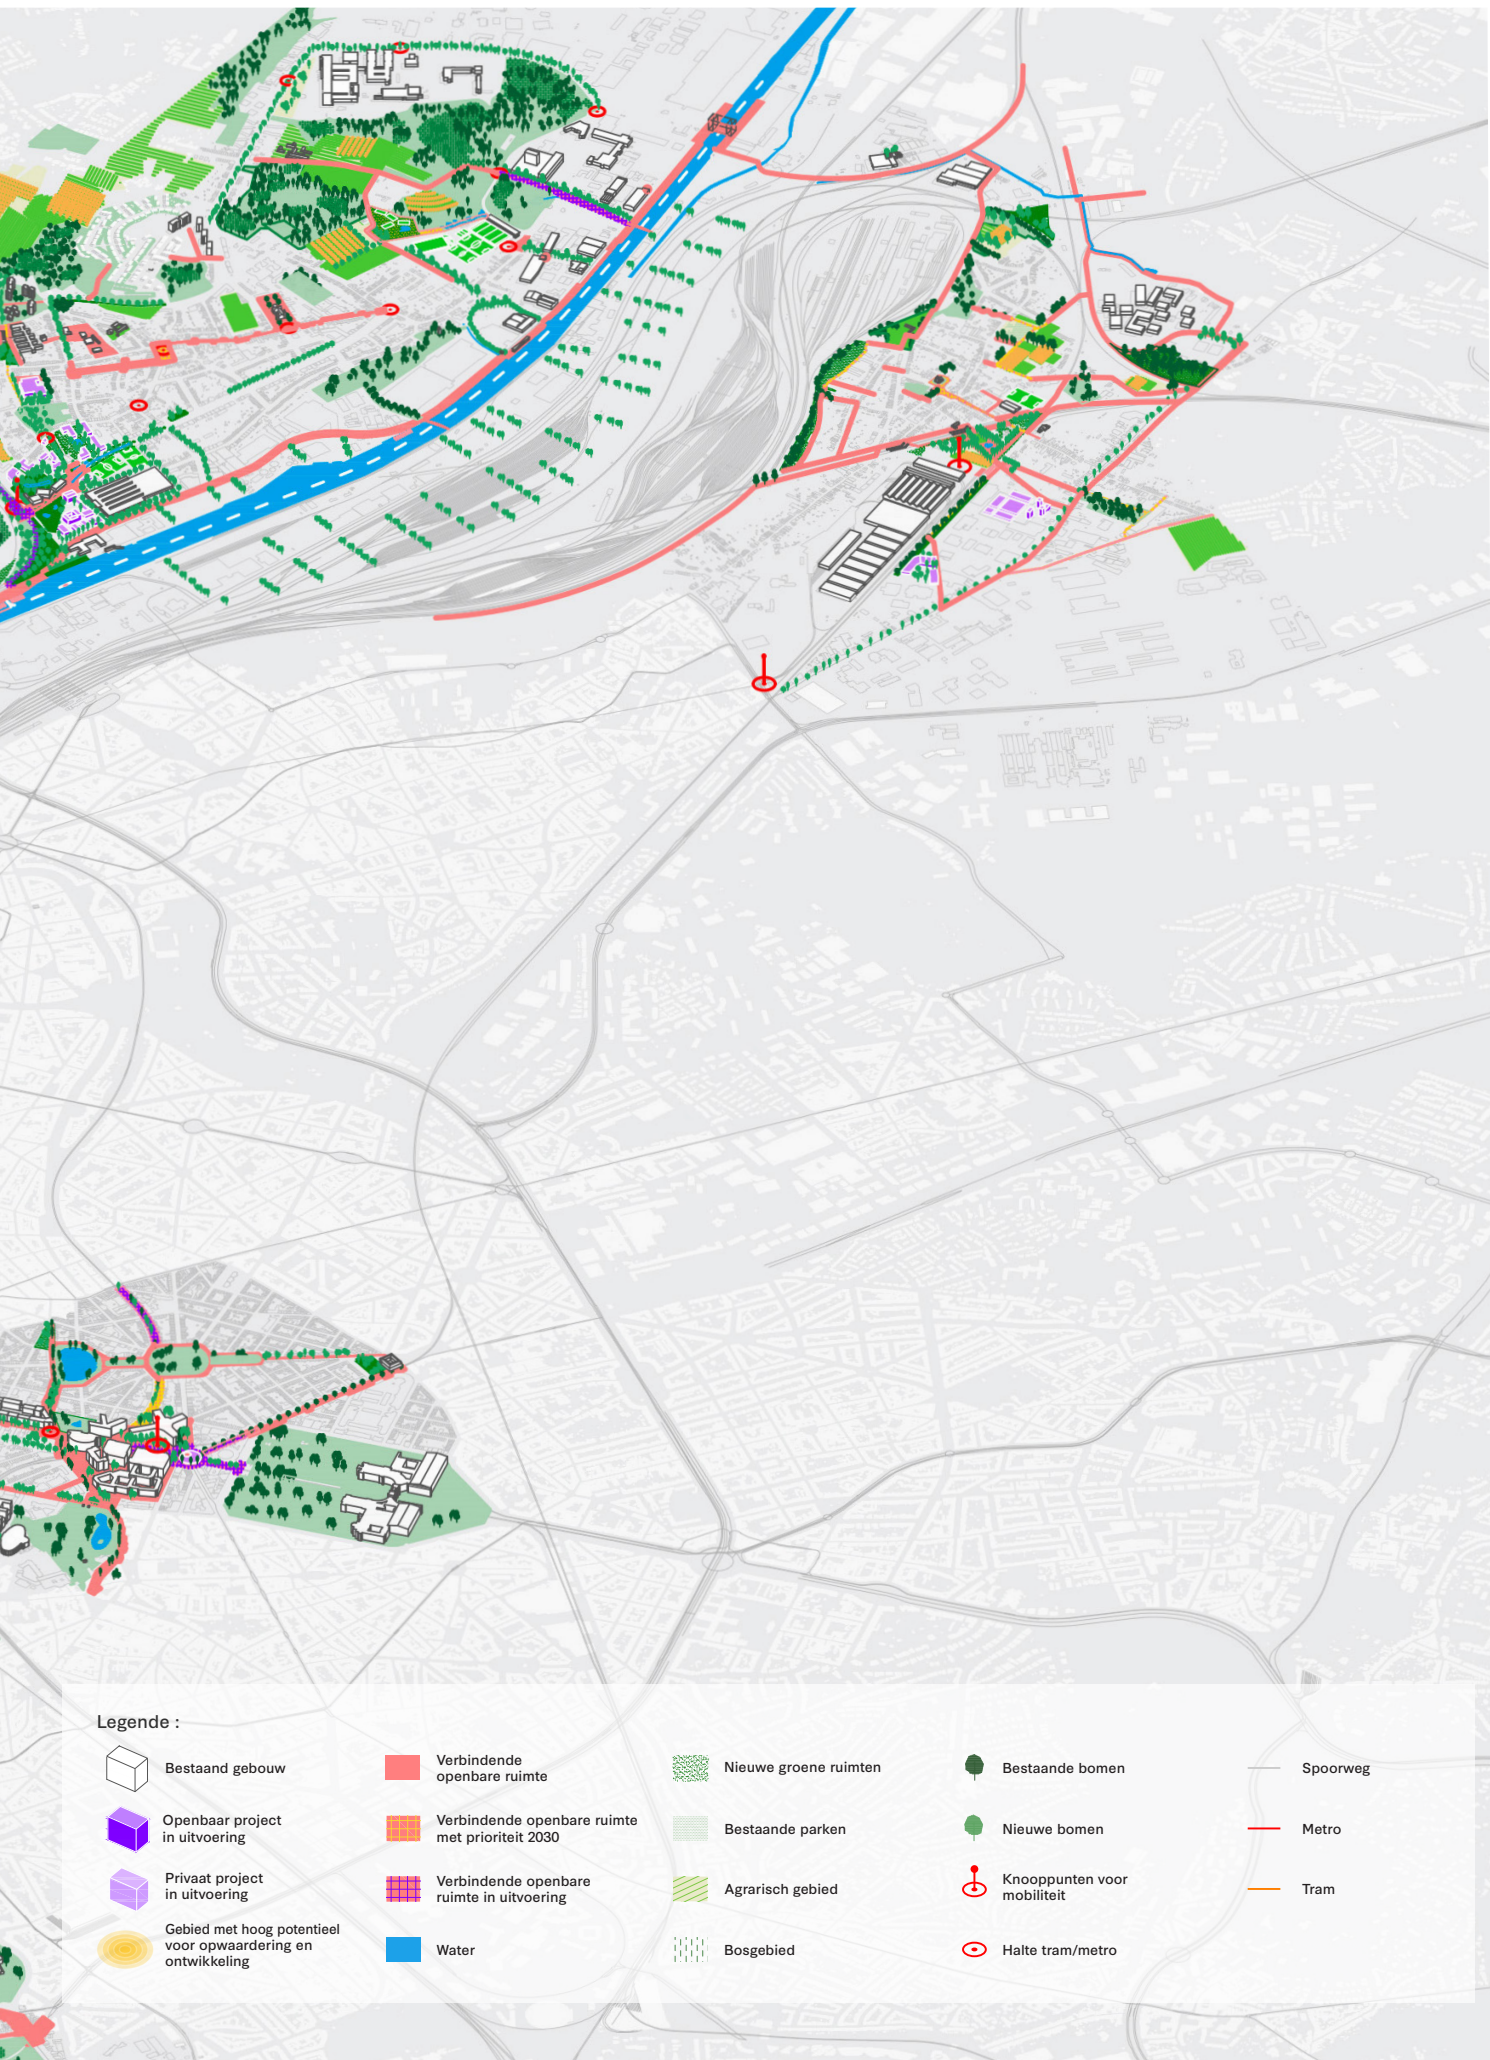 Legende :
Bestaand gebouw
Openbaar project
in uitvoering
Privaat project
in uitvoering
Gebied met hoog potentieel
voor opwaardering en
ontwikkeling
Verbindende
openbare ruimte
Verbindende openbare ruimte
met prioriteit 2030
Verbindende openbare
ruimte in uitvoering
Water
Nieuwe groene ruimten
Bestaande parken
Agrarisch gebied
Bosgebied
Bestaande bomen
Nieuwe bomen
Knooppunten voor
mobiliteit
Halte tram/metro
Spoorweg
Metro
Tram